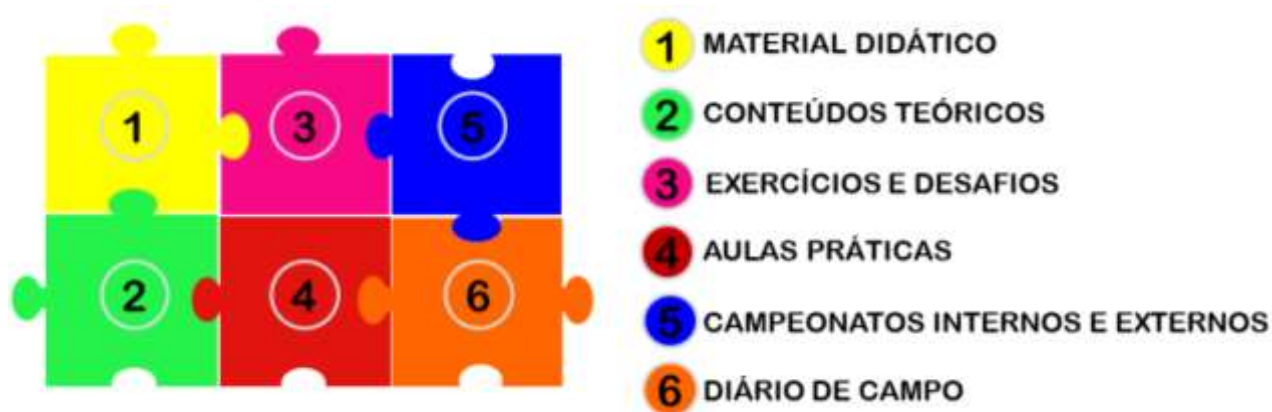 1 3 5
2 4 6
1 MATERIAL DIDÁTICO
2 CONTEÚDOS TEÓRICOS
3 EXERCÍCIOS E DESAFIOS
4 AULAS PRÁTICAS
5 CAMPEONATOS INTERNOS E EXTERNOS
6 DIÁRIO DE CAMPO